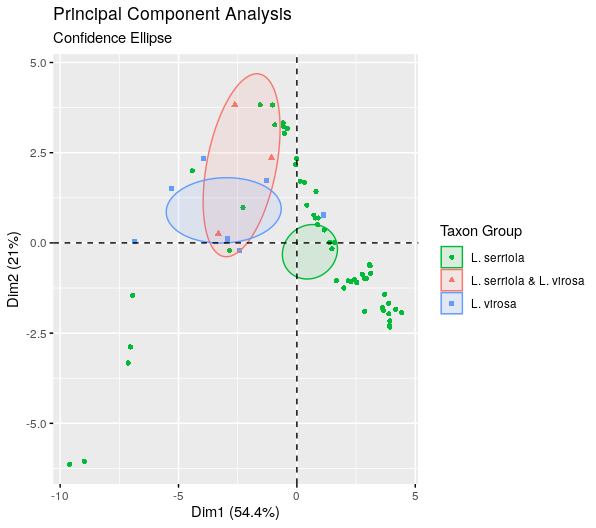 Principal Component Analysis
Confidence Ellipse
5.0
2.5
0.0
-2.5
-5.0
-10
-5
0
5
Dim1 (54.4%)
Dim2 (21%)
Taxon Group
L. serriola
L. serriola & L. virosa
L. virosa